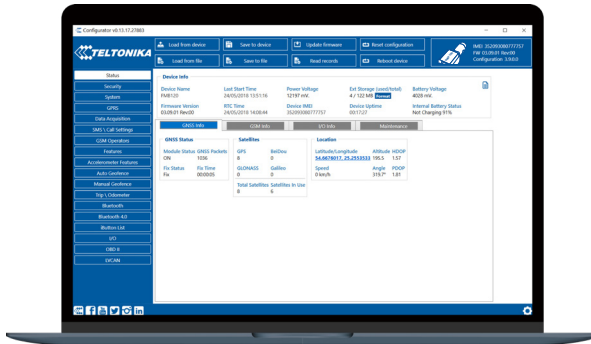 Configurator v0.13.17.27883
TELTONIKA
Load from device Save to device Update firmware Reset configuration
Load from file Save to file Read records Reboot device
IMEI 352093080777757
FW 03.09.01 Rev:00
Configuration 3.9.0.0
Status
Security
System
GPRS
Data Acquisition
SMS \ Call Settings
GSM Operators
Features
Accelerometer Features
Auto Geofence
Manual Geofence
Trip \ Odometer
Bluetooth
Bluetooth 4.0
iButton List
I/O
OBD II
LVCAN
Device Info
Device Name Last Start Time Power Voltage Ext Storage (used/total) Battery Voltage
FMB120 24/05/2018 13:51:16 12197 mV. 4 / 122 MB Format 4028 mV.
Firmware Version RTC Time Device IMEI Device Uptime Internal Battery Status
03.09.01 Rev:00 24/05/2018 14:08:44 352093080777757 00:17:27 Not Charging 91%
GNSS Info GSM Info I/O Info Maintenance
GNSS Status
Module Status GNSS Packets
ON 1036
Fix Status Fix Time
Fix 00:00:05
Satellites
GPS BeiDou
8 0
GLONASS Galileo
0 0
Total Satellites Satellites in Use
8 6
Location
Latitude/Longitude Altitude HDOP
54.6676017, 25.2553533 195.5 1.57
Speed Angle PDOP
0 km/h 319.7° 1.81